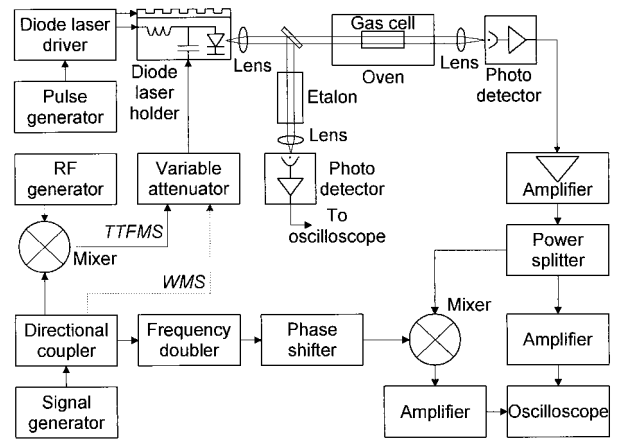 Diode laser
driver
Pulse
generator
Diode
laser
holder
Lens
Etalon
Lens
Photo
detector
To
oscilloscope
Gas cell
Oven
Lens
Photo
detector
RF
generator
Mixer
TTFMS
WMS
Variable
attenuator
Amplifier
Power
splitter
Mixer
Directional
coupler
Frequency
doubler
Phase
shifter
Amplifier
Signal
generator
Amplifier
Oscilloscope